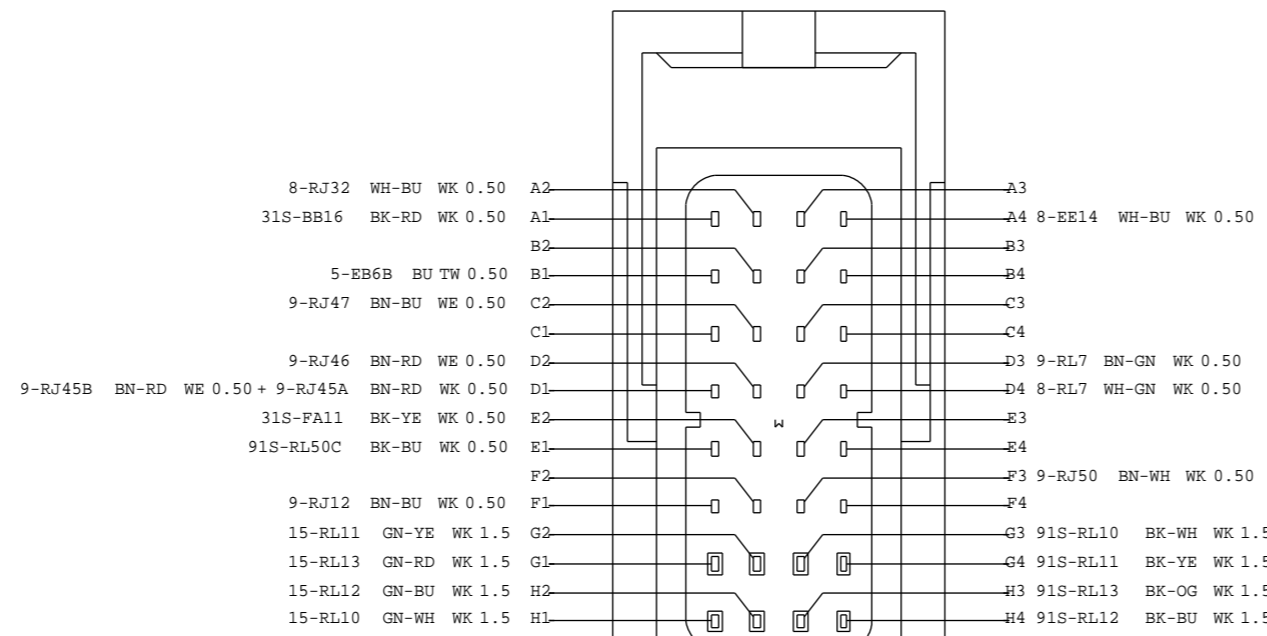 8-RJ32 WH-BU WK 0.50 A2 A3
31S-BB16 BK-RD WK 0.50 A1 A4 8-EE14 WH-BU WK 0.50
B2 B3
5-EB6B BU TW 0.50 B1 B4
9-RJ47 BN-BU WE 0.50 C2 C3
C1 C4
9-RJ46 BN-RD WE 0.50 D2 D3 9-RL7 BN-GN WK 0.50
9-RJ45B BN-RD WE 0.50 + 9-RJ45A BN-RD WK 0.50 D1 D4 8-RL7 WH-GN WK 0.50
31S-FA11 BK-YE WK 0.50 E2 E3
W
91S-RL50C BK-BU WK 0.50 E1 E4
F2 F3 9-RJ50 BN-WH WK 0.50
9-RJ12 BN-BU WK 0.50 F1 F4
15-RL11 GN-YE WK 1.5 G2 G3 91S-RL10 BK-WH WK 1.5
15-RL13 GN-RD WK 1.5 G1 G4 91S-RL11 BK-YE WK 1.5
15-RL12 GN-BU WK 1.5 H2 H3 91S-RL13 BK-OG WK 1.5
15-RL10 GN-WH WK 1.5 H1 H4 91S-RL12 BK-BU WK 1.5